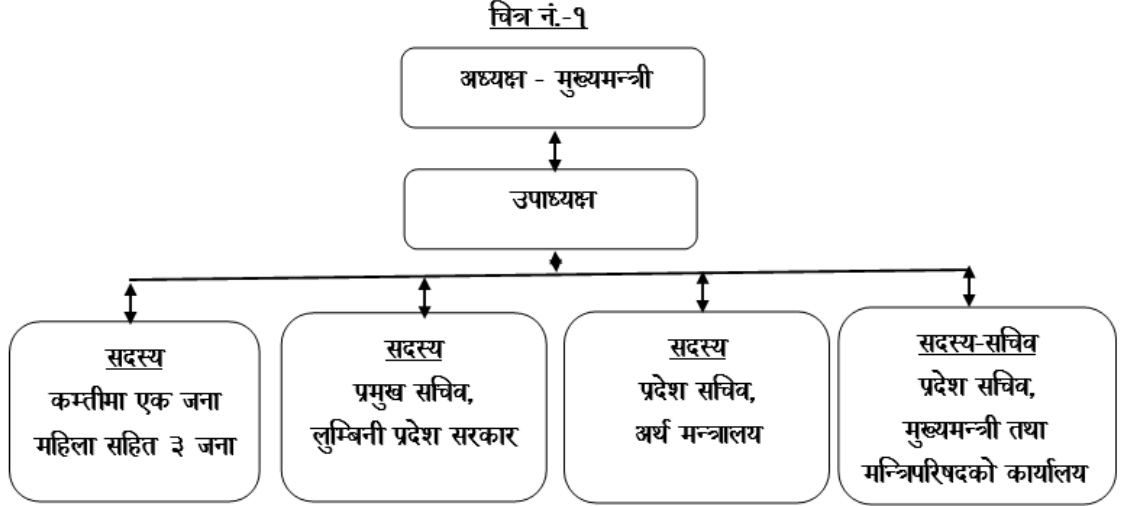 चित्र नं.-१
अध्यक्ष - मुख्यमन्त्री
उपाध्यक्ष
सदस्य
कम्तीमा एक जना
महिला सहित ३ जना
सदस्य
प्रमुख सचिव,
लुम्बिनी प्रदेश सरकार
सदस्य
प्रदेश सचिव,
अर्थ मन्त्रालय
सदस्य-सचिव
प्रदेश सचिव,
मुख्यमन्त्री तथा
मन्त्रिपरिषदको कार्यालय